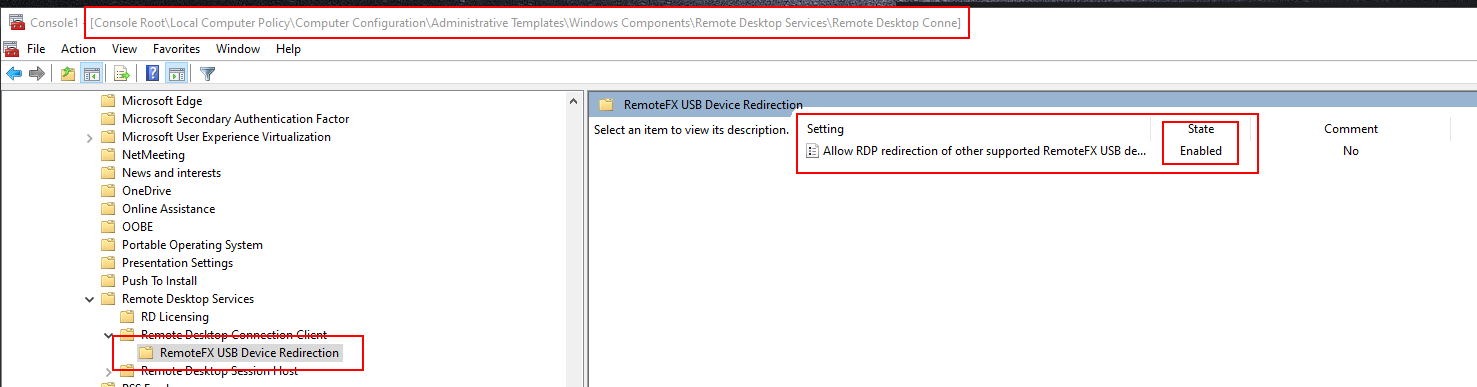 Console1 - [Console Root\Local Computer Policy\Computer Configuration\Administrative Templates\Windows Components\Remote Desktop Services\Remote Desktop Conne]
File Action View Favorites Window Help
Microsoft Edge
Microsoft Secondary Authentication Factor
Microsoft User Experience Virtualization
NetMeeting
News and interests
OneDrive
Online Assistance
OOBE
Portable Operating System
Presentation Settings
Push To Install
Remote Desktop Services
RD Licensing
Remote Desktop Connection Client
RemoteFX USB Device Redirection
Remote Desktop Session Host
RemoteFX USB Device Redirection
Select an item to view its description.
Setting State Comment
Allow RDP redirection of other supported RemoteFX USB de... Enabled No